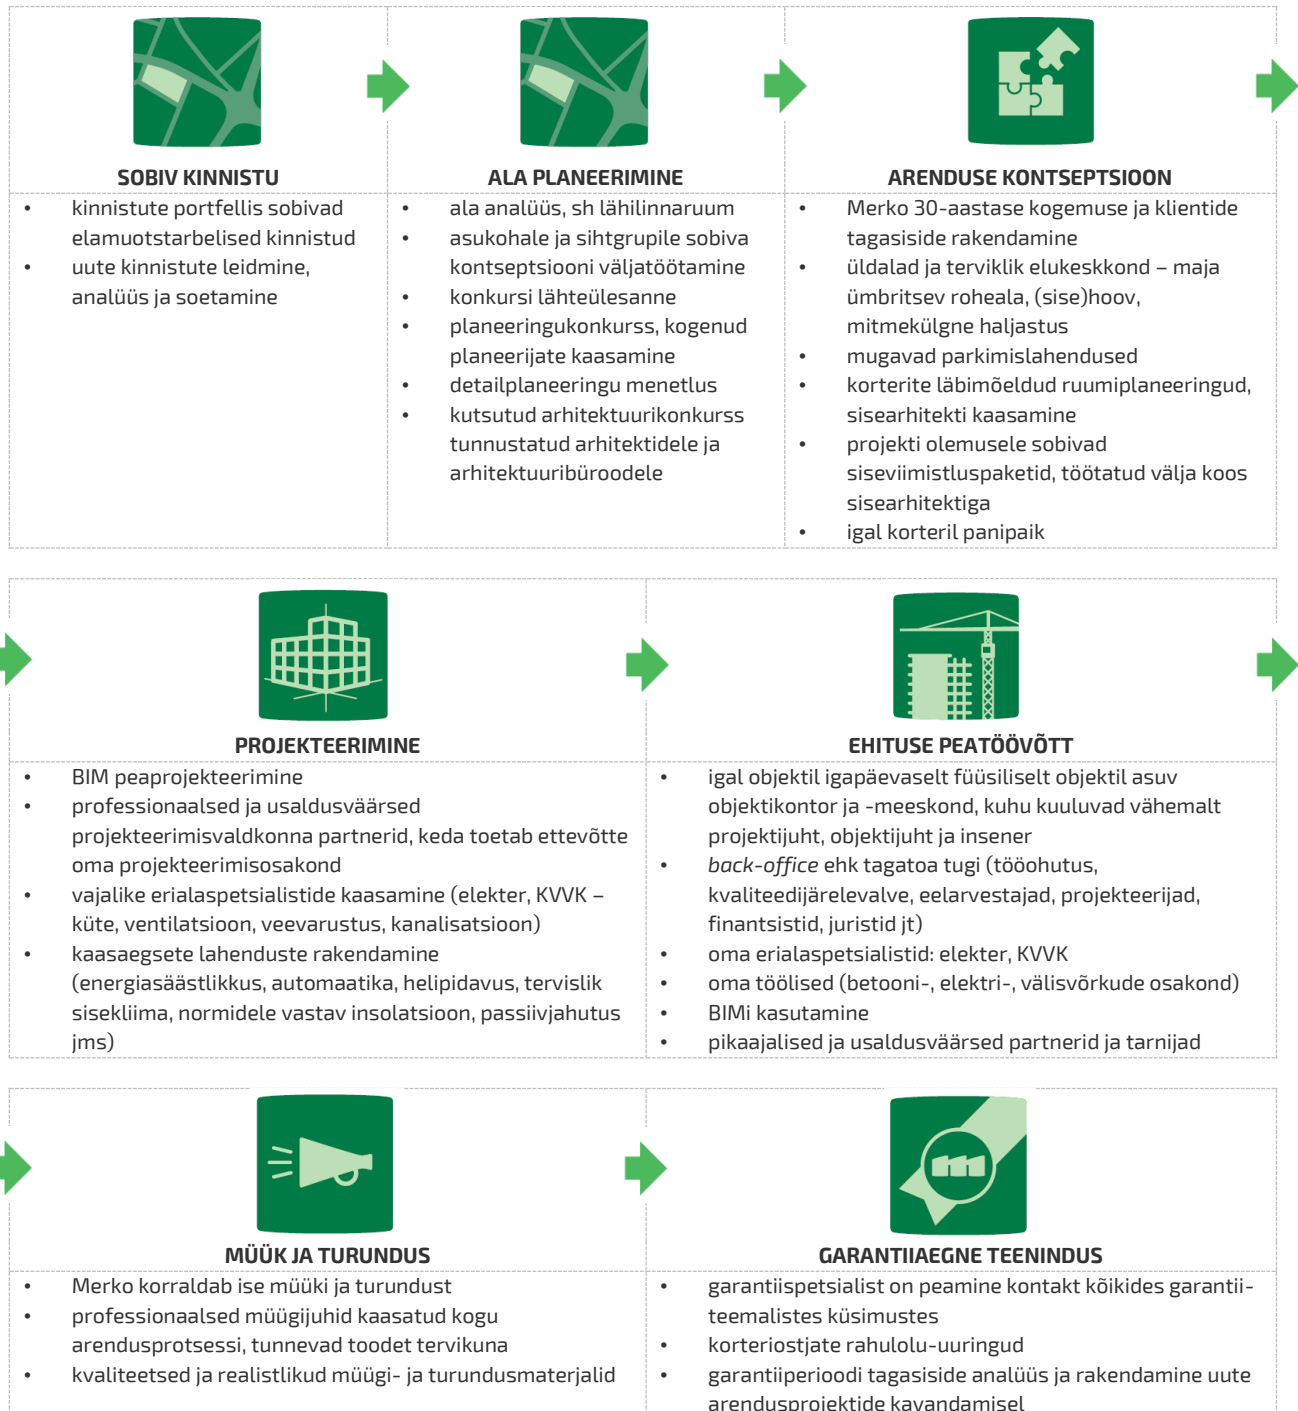 SOBIV KINNISTU
• kinnistute portfellis sobivad
elamuotstarbelised kinnistud
• uute kinnistute leidmine,
analüüs ja soetamine
ALA PLANEERIMINE
• ala analüüs, sh lähilinnaruum
• asukohale ja sihtgrupile sobiva
kontseptsiooni väljatöötamine
• konkursi lähteülesanne
• planeeringukonkurss, kogenud
planeerijate kaasamine
• detailplaneeringu menetlus
• kutsutud arhitektuurikonkurss
tunnustatud arhitektidele ja
arhitektuuribüroodele
ARENDUSE KONTSEPTSIOON
• Merko 30-aastase kogemuse ja klientide
tagasiside rakendamine
• üldalad ja terviklik elukeskkond – maja
ümbritsev roheala, (sise)hoov,
mitmekülgne haljastus
• mugavad parkimislahendused
• korterite läbimõeldud ruumiplaneeringud,
sisearhitekti kaasamine
• projekti olemusele sobivad
siseviimistluspaketid, töötatud välja koos
sisearhitektiga
• igal korteril panipaik
PROJEKTEERIMINE
• BIM peaprojekteerimine
• professionaalsed ja usaldusväärsed
projekteerimisvaldkonna partnerid, keda toetab ettevõtte
oma projekteerimisosakond
• vajalike erialaspetsialistide kaasamine (elekter, KVVK –
küte, ventilatsioon, veevarustus, kanalisatsioon)
• kaasaegsete lahenduste rakendamine
(energiasäästlikkus, automaatika, helipidavus, tervislik
sisekliima, normidele vastav insolatsioon, passiivjahutus
jms)
EHITUSE PEATÖÖVÕTT
• igal objektil igapäevaselt füüsiliselt objektil asuv
objektikontor ja -meeskond, kuhu kuuluvad vähemalt
projektijuht, objektijuht ja insener
• back-office ehk tagatoa tugi (tööohutus,
kvaliteedijärelevalve, eelarvestajad, projekteerijad,
finantsistid, juristid jt)
• oma erialaspetsialistid: elekter, KVVK
• oma töölised (betooni-, elektri-, välisvõrkude osakond)
• BIMi kasutamine
• pikaajalised ja usaldusväärsed partnerid ja tarnijad
MÜÜK JA TURUNDUS
• Merko korraldab ise müüki ja turundust
• professionaalsed müügijuhid kaasatud kogu
arendusprotsessi, tunnevad toodet tervikuna
• kvaliteetsed ja realistlikud müügi- ja turundusmaterjalid
GARANTIIAEGNE TEENINDUS
• garantiispetsialist on peamine kontakt kõikides garantii-
teemalistes küsimustes
• korteriostjate rahulolu-uuringud
• garantiiperioodi tagasiside analüüs ja rakendamine uute
arendusprojektide kavandamisel